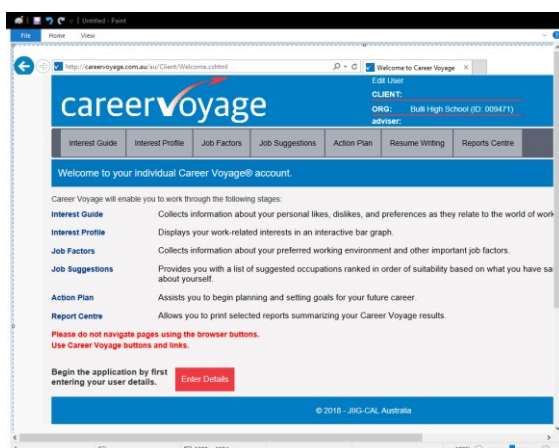 Untitled - Paint
File Home View
http://careervoyage.com.au/au/Client/Welcome.cshtml
Welcome to Career Voyage
Edit User
CLIENT:
careervoyage
ORG: Bulli High School (ID: 009471)
adviser:
Interest Guide Interest Profile Job Factors Job Suggestions Action Plan Resume Writing Reports Centre
Welcome to your individual Career Voyage® account.
Career Voyage will enable you to work through the following stages:
Interest Guide Collects information about your personal likes, dislikes, and preferences as they relate to the world of work
Interest Profile Displays your work-related interests in an interactive bar graph.
Job Factors Collects information about your preferred working environment and other important job factors.
Job Suggestions Provides you with a list of suggested occupations ranked in order of suitability based on what you have sa
about yourself.
Action Plan Assists you to begin planning and setting goals for your future career.
Report Centre Allows you to print selected reports summarizing your Career Voyage results.
Please do not navigate pages using the browser buttons.
Use Career Voyage buttons and links.
Begin the application by first
entering your user details.
Enter Details
© 2018 - JIIG-CAL Australia